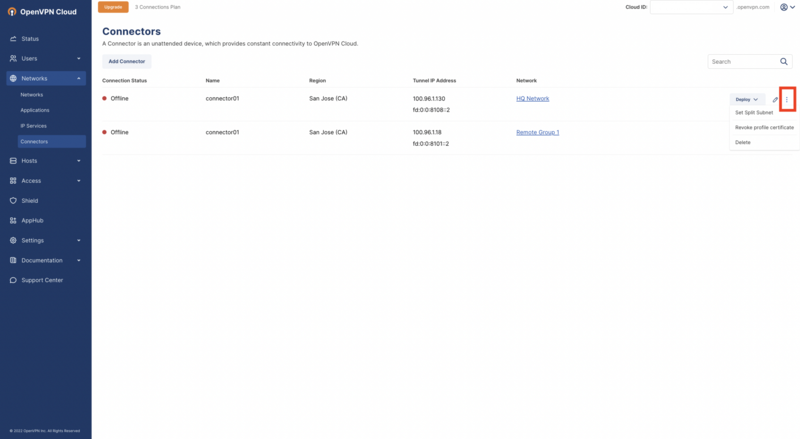 OpenVPN Cloud
Upgrade
3 Connections Plan
Cloud ID:
.openvpn.com
Status
Users
Networks
Networks
Applications
IP Services
Connectors
Hosts
Access
Shield
AppHub
Settings
Documentation
Support Center
© 2023 OpenVPN Inc. All Rights Reserved
Connectors
A Connector is an unattended device, which provides constant connectivity to OpenVPN Cloud.
Add Connector
Search
Connection Status Name Region Tunnel IP Address Network
Offline connector01 San Jose (CA) 100.96.1.130 HQ Network Deploy
fd:0:0:8108::2
Set Split Subnet
Revoke profile certificate
Delete
Offline connector01 San Jose (CA) 100.96.1.18 Remote Group 1
fd:0:0:8101::2